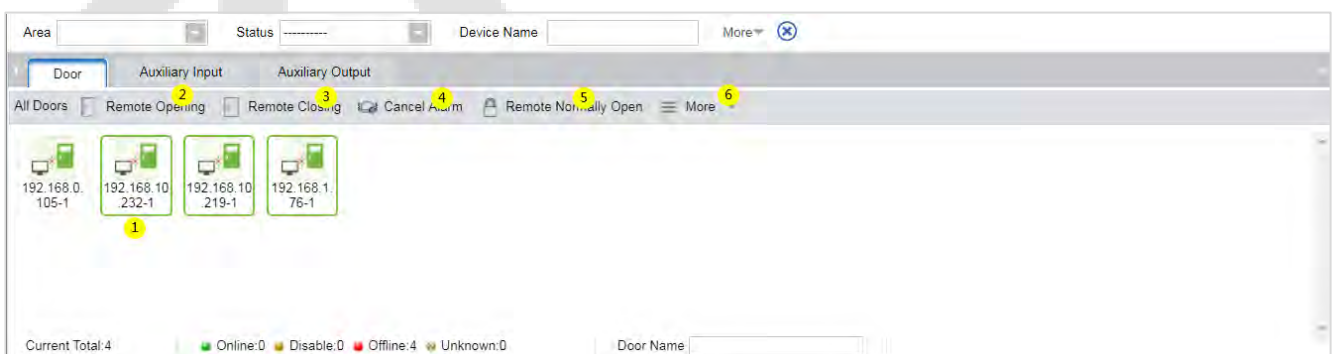 Area Status ---------- Device Name More
Door Auxiliary Input Auxiliary Output
2 3 4 5 6
All Doors Remote Opening Remote Closing Cancel Alarm Remote Normally Open More
192.168.0. 192.168.10 192.168.10 192.168.1.
105-1 .232-1 .219-1 76-1
1
Current Total:4 Online:0 Disable:0 Offline:4 Unknown:0 Door Name